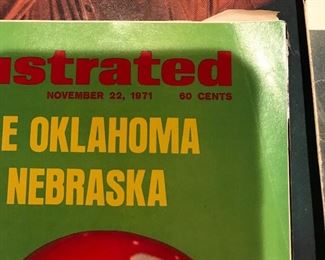 ustrated
NOVEMBER 22, 1971 60 CENTS
E OKLAHOMA
NEBRASKA